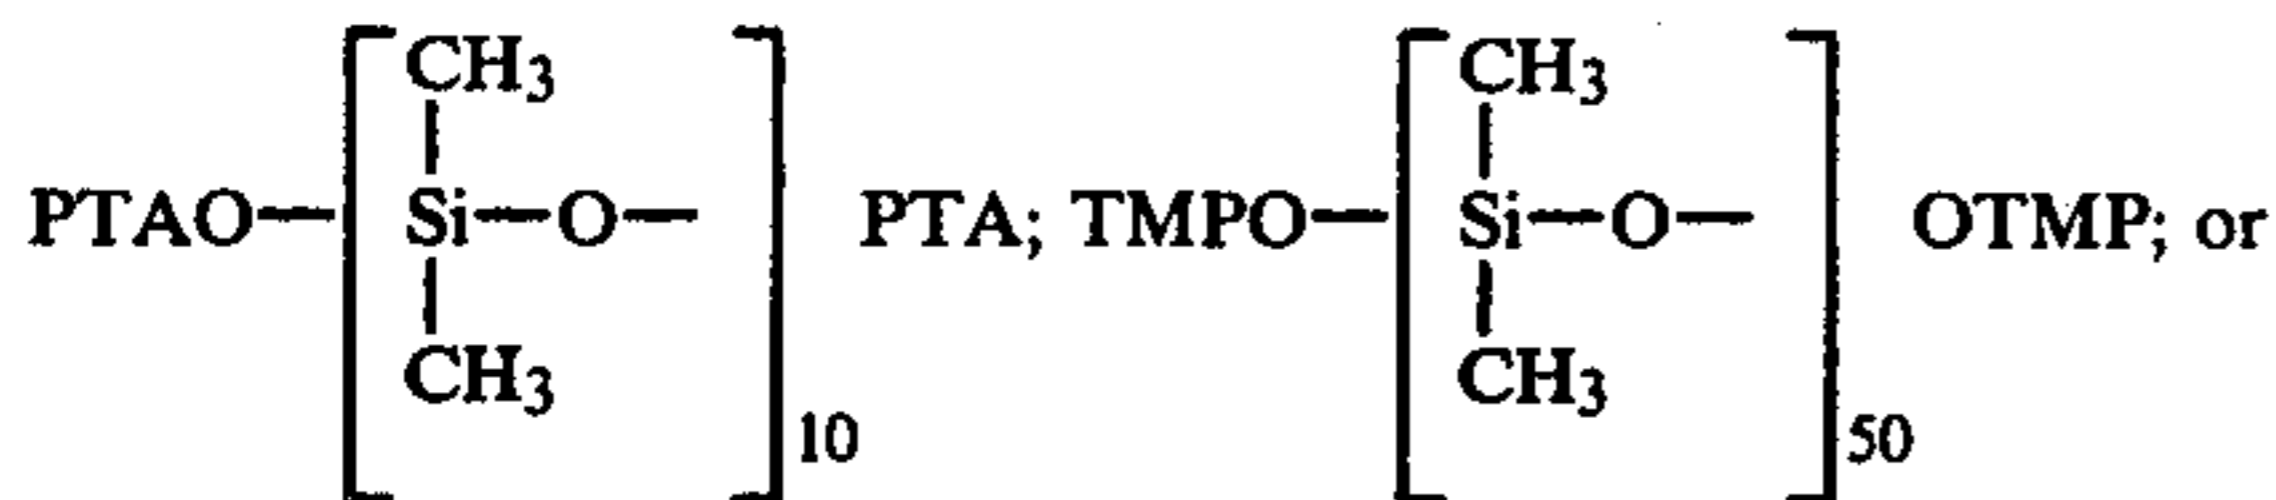 CH3 CH3
PTAO—[Si—O—]10 PTA; TMPO—[Si—O—]50 OTMP; or
CH3 CH3